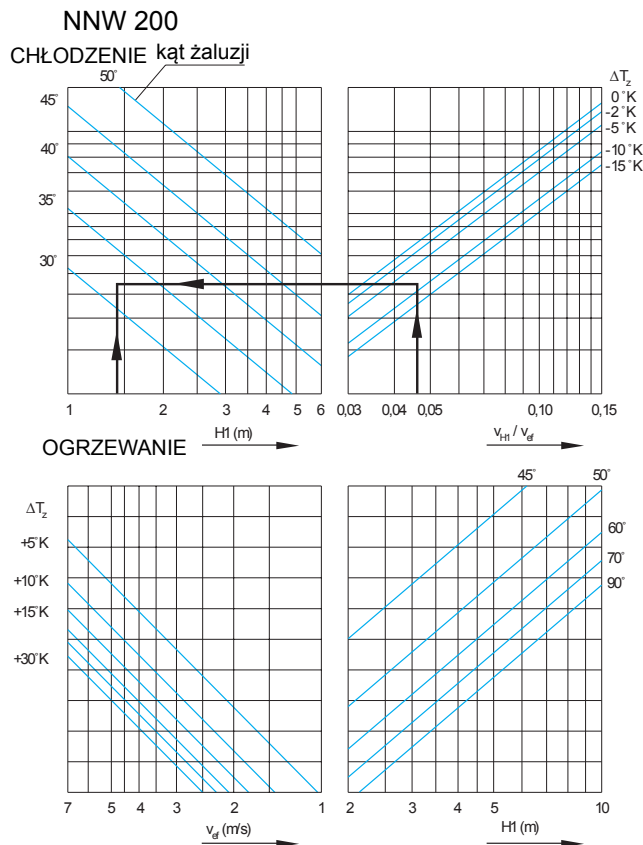 NNW 200
CHŁODZENIE kąt żaluzji
50°
45°
40°
35°
30°
1 2 3 4 5 6
H1 (m)
ΔTz
0°K
-2°K
-5°K
-10°K
-15°K
0,03 0,04 0,05 0,10 0,15
vH1 / vef
OGRZEWANIE
ΔTz
+5°K
+10°K
+15°K
+30°K
7 5 4 3 2 1
vef (m/s)
45° 50°
60°
70°
90°
2 3 4 5 10
H1 (m)